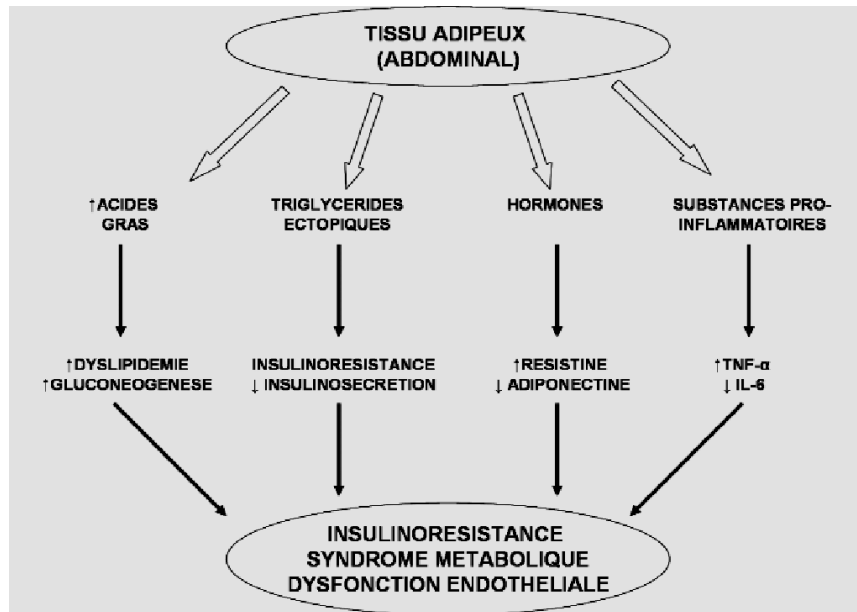 TISSU ADIPEUX
(ABDOMINAL)
↑ACIDES
GRAS
TRIGLYCERIDES
ECTOPIQUES
HORMONES
SUBSTANCES PRO-
INFLAMMATOIRES
↑DYSLIPIDEMIE
↑GLUCONEOGENESE
INSULINORESISTANCE
↓ INSULINOSECRETION
↑RESISTINE
↓ ADIPONECTINE
↑TNF-α
↓ IL-6
INSULINORESISTANCE
SYNDROME METABOLIQUE
DYSFONCTION ENDOTHELIALE